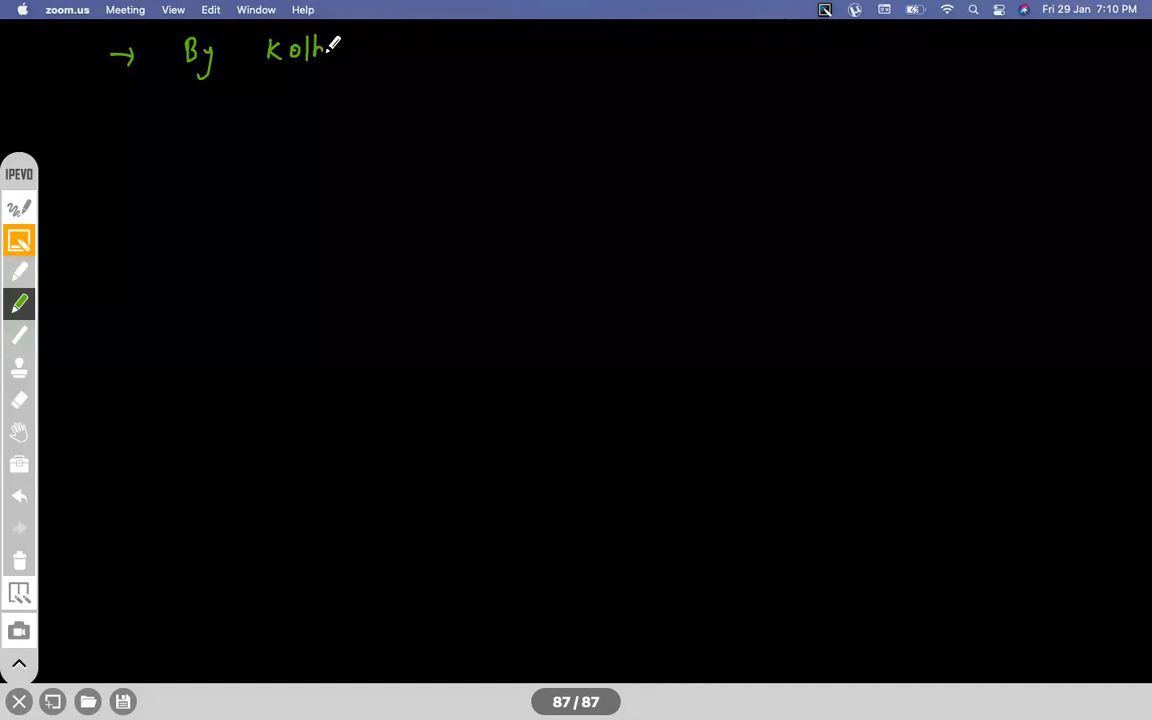 zoom.us Meeting View Edit Window Help Fri 29 Jan 7:10 PM
→ By Kolh
IPEVO
87/87